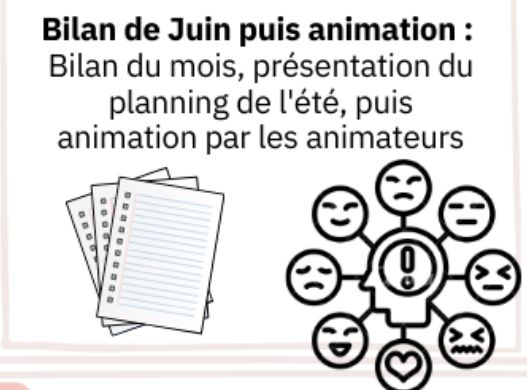 Bilan de Juin puis animation :
Bilan du mois, présentation du
planning de l'été, puis
animation par les animateurs